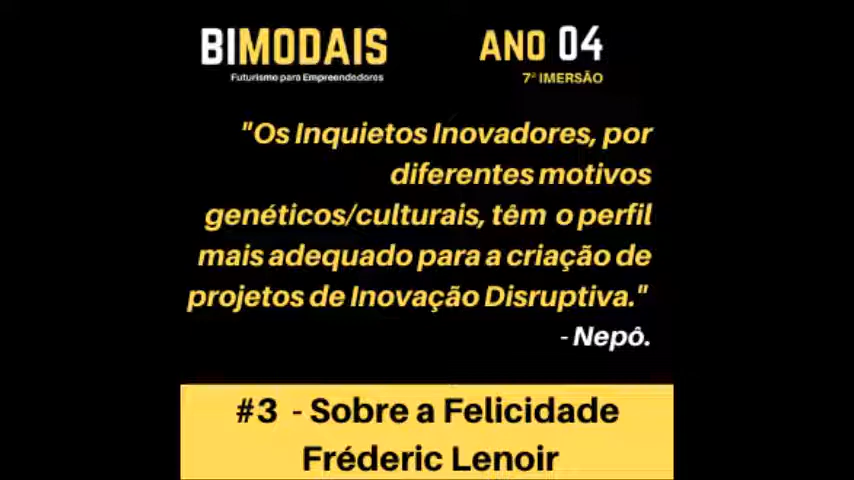 BIMODAIS
Futurismo para Empreendedores
ANO 04
7ª IMERSÃO
"Os Inquietos Inovadores, por
diferentes motivos
genéticos/culturais, têm o perfil
mais adequado para a criação de
projetos de Inovação Disruptiva."
- Nepô.
#3 - Sobre a Felicidade
Fréderic Lenoir